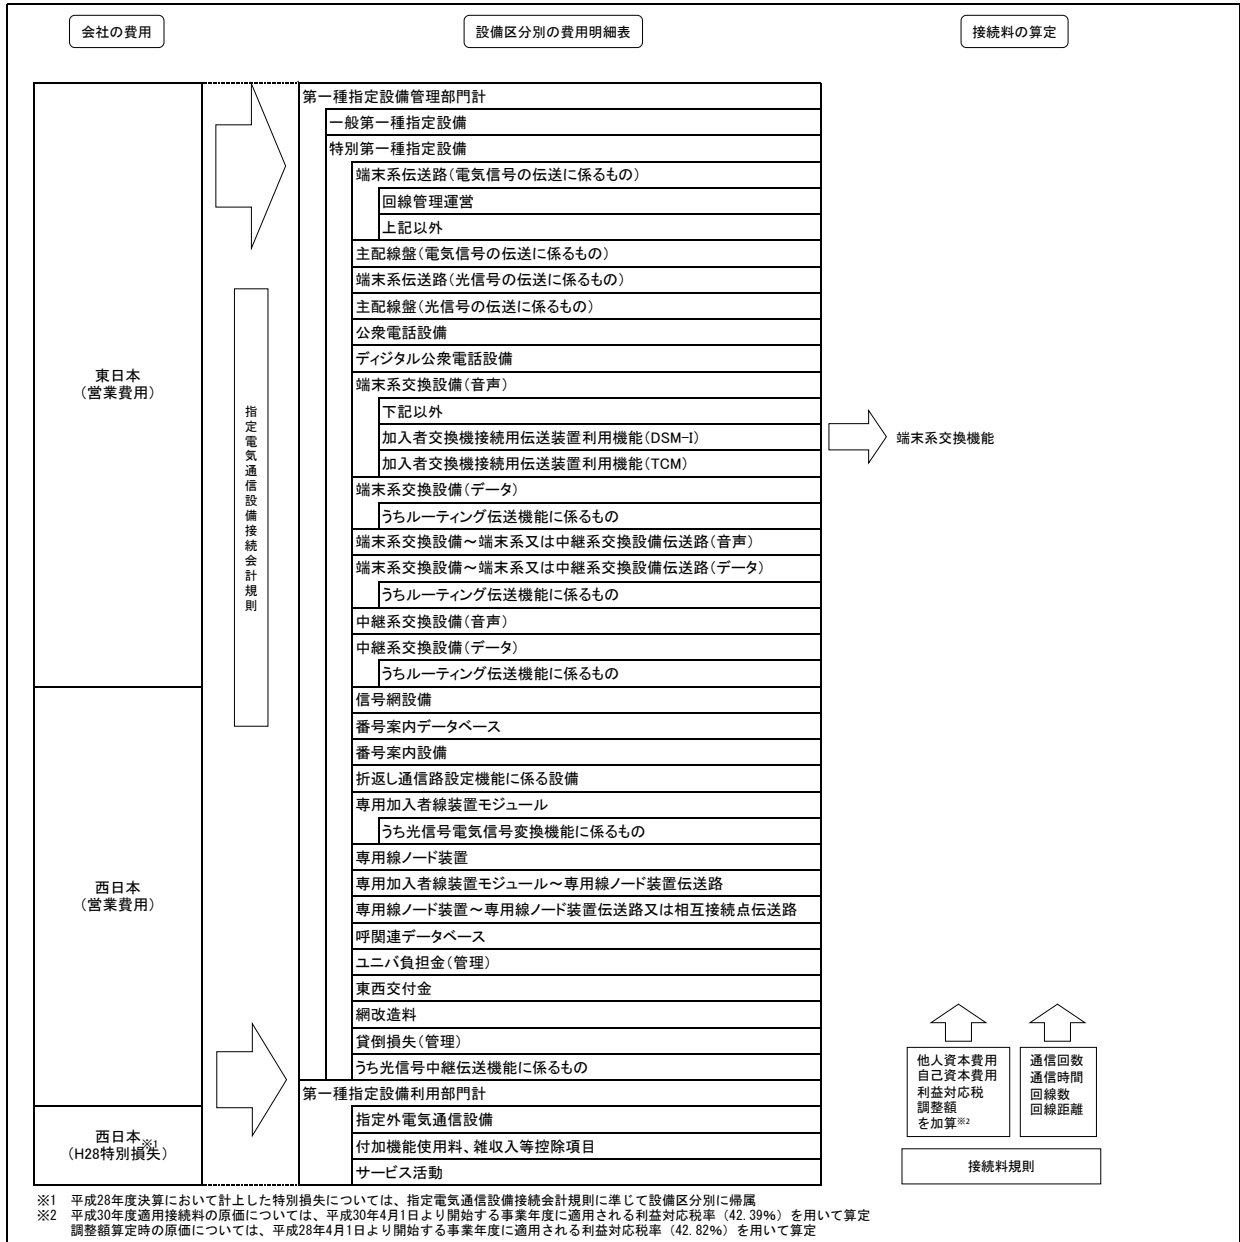 会社の費用
設備区分別の費用明細表
接続料の算定
東日本
(営業費用)
西日本
(営業費用)
西日本
(H28特別損失)※1
指定電気通信設備接続会計規則
第一種指定設備管理部門計
一般第一種指定設備
特別第一種指定設備
端末系伝送路(電気信号の伝送に係るもの)
回線管理運営
上記以外
主配線盤(電気信号の伝送に係るもの)
端末系伝送路(光信号の伝送に係るもの)
主配線盤(光信号の伝送に係るもの)
公衆電話設備
ディジタル公衆電話設備
端末系交換設備(音声)
下記以外
加入者交換機接続用伝送装置利用機能(DSM-I)
加入者交換機接続用伝送装置利用機能(TCM)
端末系交換設備(データ)
うちルーティング伝送機能に係るもの
端末系交換設備～端末系又は中継系交換設備伝送路(音声)
端末系交換設備～端末系又は中継系交換設備伝送路(データ)
うちルーティング伝送機能に係るもの
中継系交換設備(音声)
中継系交換設備(データ)
うちルーティング伝送機能に係るもの
信号網設備
番号案内データベース
番号案内設備
折返し通信路設定機能に係る設備
専用加入者線装置モジュール
うち光信号電気信号変換機能に係るもの
専用線ノード装置
専用加入者線装置モジュール～専用線ノード装置伝送路
専用線ノード装置～専用線ノード装置伝送路又は相互接続点伝送路
呼関連データベース
ユニバ負担金(管理)
東西交付金
網改造料
貸倒損失(管理)
うち光信号中継伝送機能に係るもの
第一種指定設備利用部門計
指定外電気通信設備
付加機能使用料、雑収入等控除項目
サービス活動
端末系交換機能
他人資本費用
自己資本費用
利益対応税
調整額
を加算※2
通信回数
通信時間
回線数
回線距離
接続料規則
※1 平成28年度決算において計上した特別損失については、指定電気通信設備接続会計規則に準じて設備区分別に帰属
※2 平成30年度適用接続料の原価については、平成30年4月1日より開始する事業年度に適用される利益対応税率(42.39%)を用いて算定
調整額算定時の原価については、平成28年4月1日より開始する事業年度に適用される利益対応税率(42.82%)を用いて算定